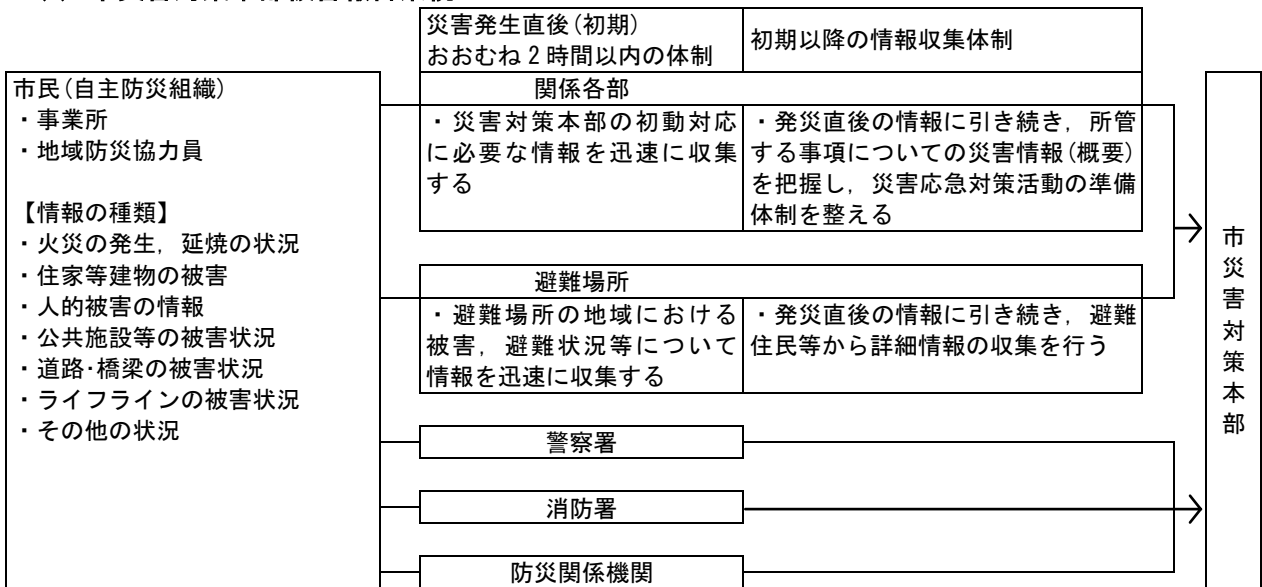 災害発生直後(初期)
おおむね2時間以内の体制
初期以降の情報収集体制
市民(自主防災組織)
・事業所
・地域防災協力員
【情報の種類】
・火災の発生，延焼の状況
・住家等建物の被害
・人的被害の情報
・公共施設等の被害状況
・道路･橋梁の被害状況
・ライフラインの被害状況
・その他の状況
関係各部
・災害対策本部の初動対応
に必要な情報を迅速に収集
する
・発災直後の情報に引き続き，所管
する事項についての災害情報(概要)
を把握し，災害応急対策活動の準備
体制を整える
避難場所
・避難場所の地域における
被害，避難状況等について
情報を迅速に収集する
・発災直後の情報に引き続き，避難
住民等から詳細情報の収集を行う
警察署
消防署
防災関係機関
市災害対策本部